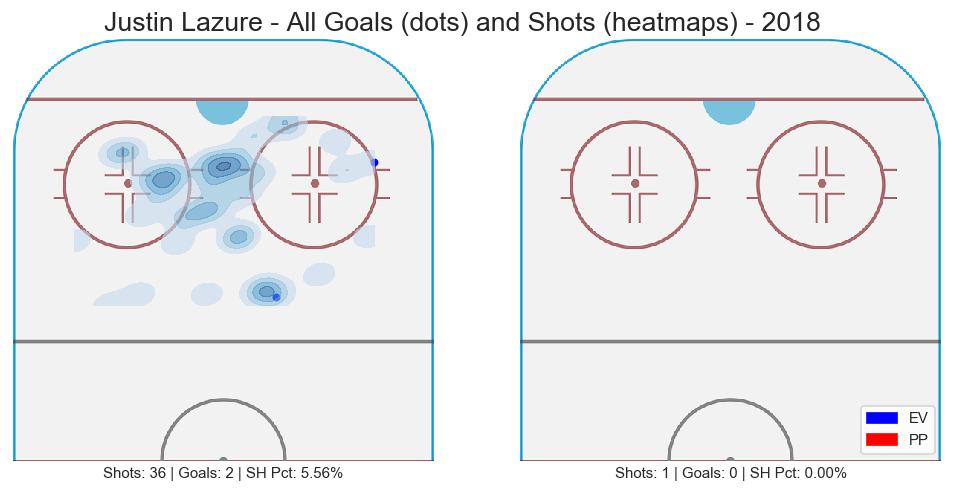 Justin Lazure - All Goals (dots) and Shots (heatmaps) - 2018
EV
PP
Shots: 36 | Goals: 2 | SH Pct: 5.56%
Shots: 1 | Goals: 0 | SH Pct: 0.00%